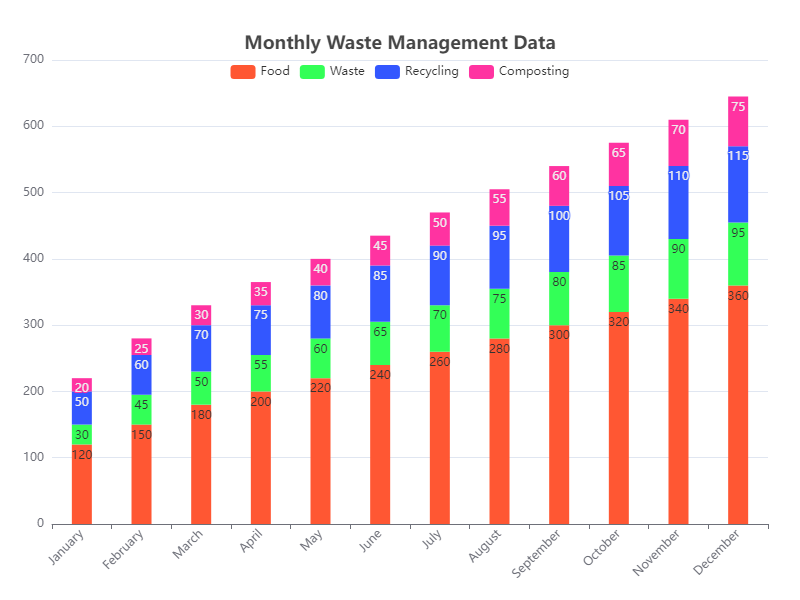 Monthly Waste Management Data
Food Waste Recycling Composting
700
600
500
400
300
200
100
0
20 25 30 35 40 45 50 55 60 65 70 75
50 60 70 75 80 85 90 95 100 105 110 115
30 45 50 55 60 65 70 75 80 85 90 95
120 150 180 200 220 240 260 280 300 320 340 360
January February March April May June July August September October November December